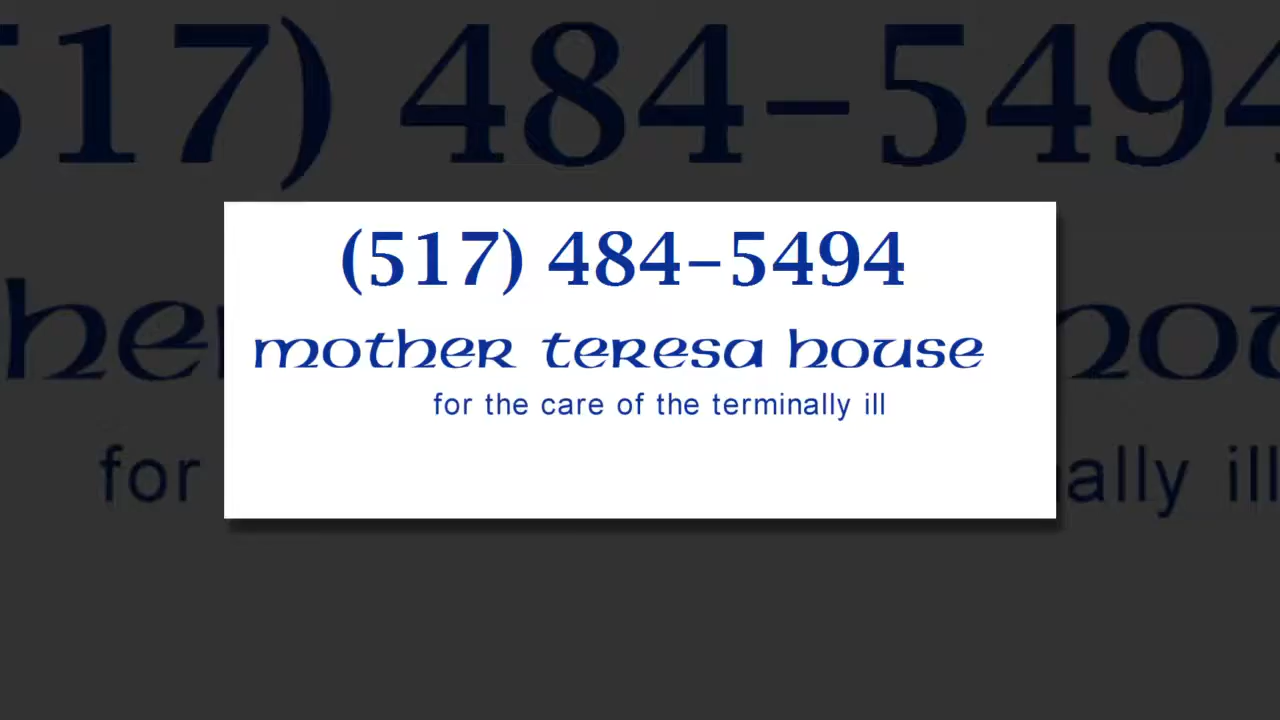 (517) 484-5494
mother teresa house
for the care of the terminally ill